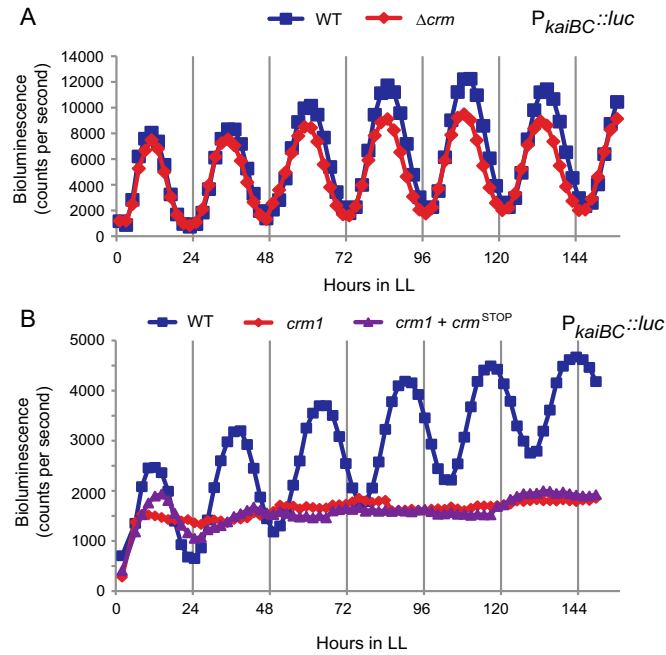 A
WT Δcrm PkaiBC::luc
Bioluminescence
(counts per second)
14000
12000
10000
8000
6000
4000
2000
0
0 24 48 72 96 120 144
Hours in LL
B
WT crm1 crm1 + crmSTOP PkaiBC::luc
Bioluminescence
(counts per second)
5000
4000
3000
2000
1000
0
0 24 48 72 96 120 144
Hours in LL